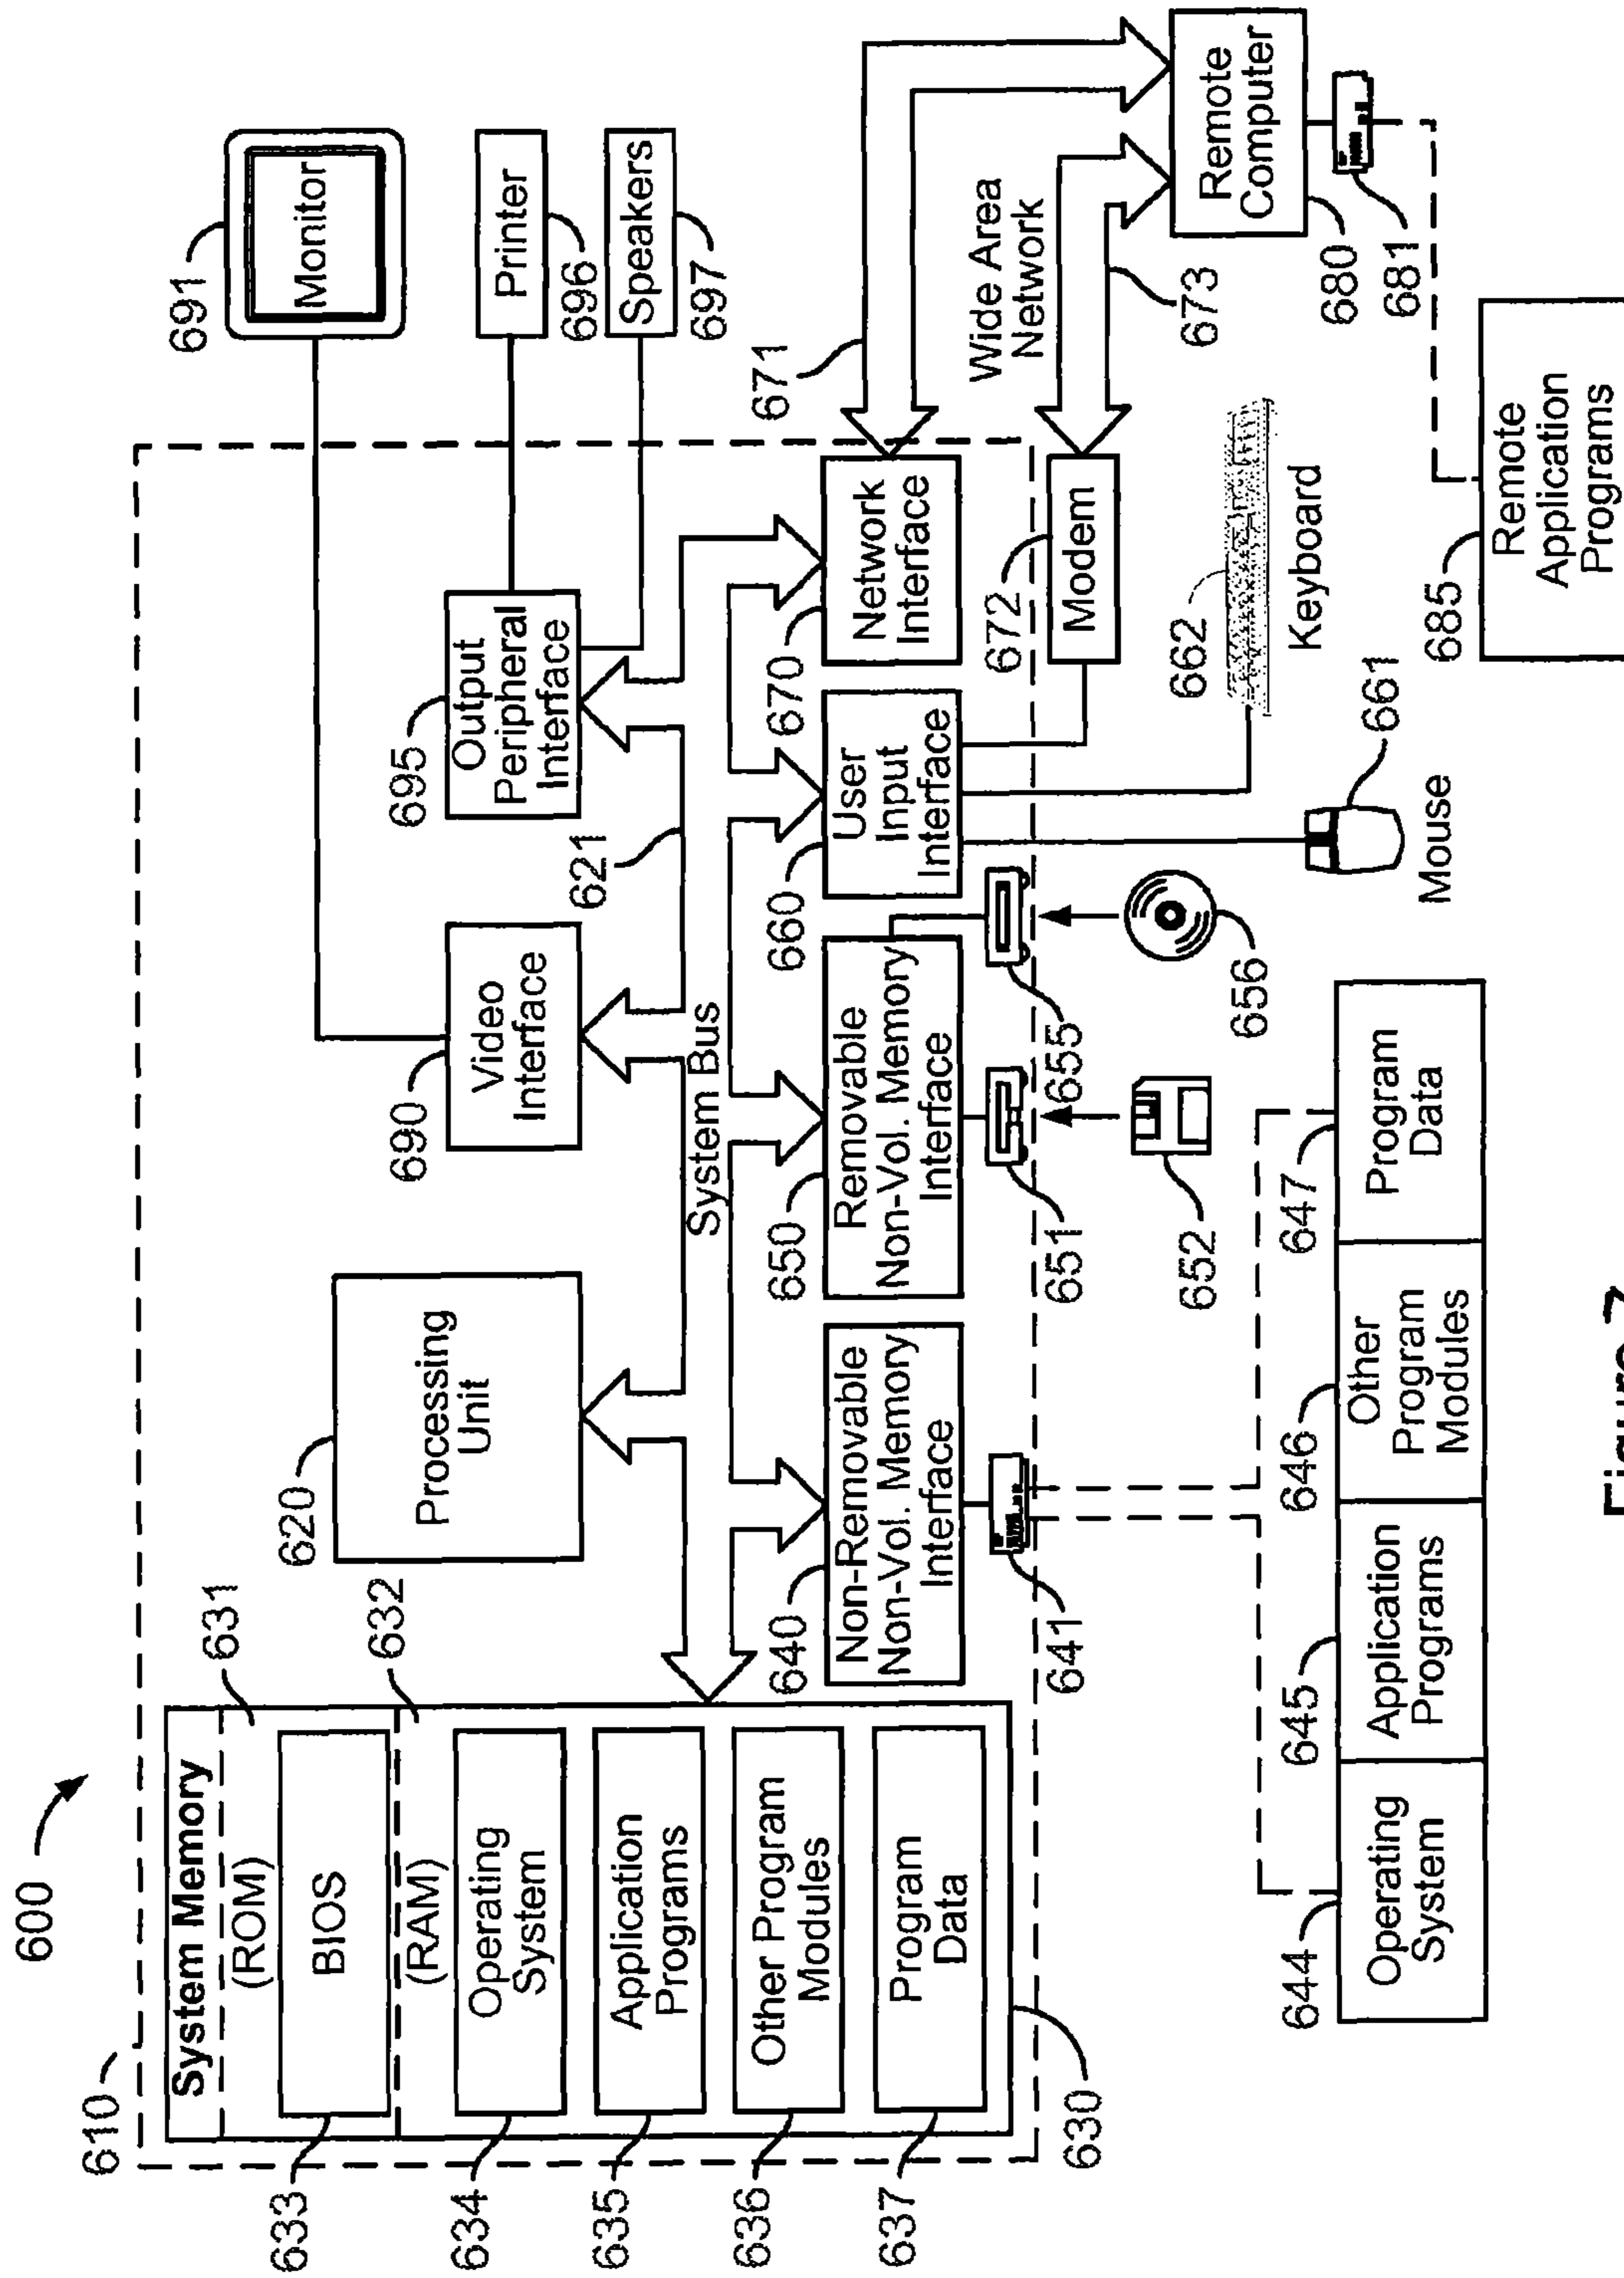 600
610
System Memory
(ROM)
631
BIOS
633
(RAM)
632
Operating
System
634
Application
Programs
635
Other Program
Modules
636
Program
Data
637
630
620
Processing
Unit
690
Video
Interface
695
Output
Peripheral
Interface
691
Monitor
Printer
696
Speakers
697
System Bus
621
640
Non-Removable
Non-Vol. Memory
Interface
650
Removable
Non-Vol. Memory
Interface
660
User
Input
Interface
670
Network
Interface
671
Wide Area
Network
672
Modem
673
641
651
655
652
656
Mouse
661
662
Keyboard
Remote
Computer
680
681
685
Remote
Application
Programs
644
Operating
System
645
Application
Programs
646
Other
Program
Modules
647
Program
Data
Figure 7